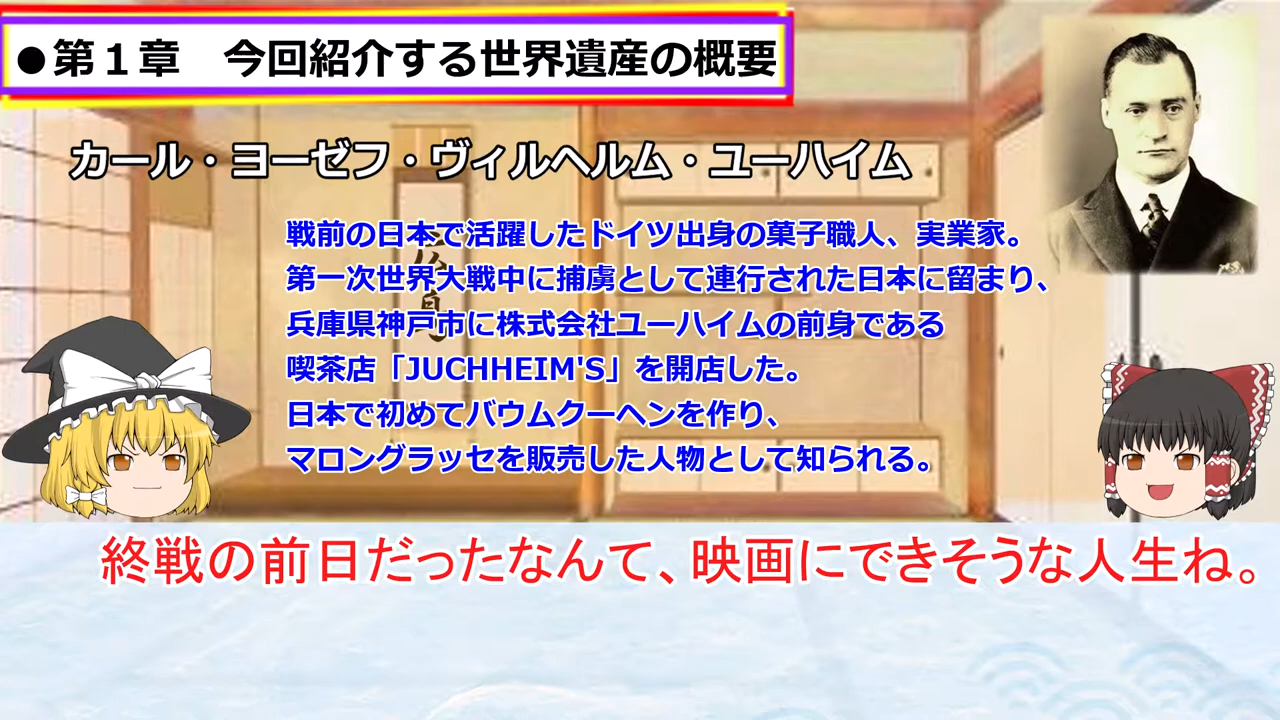 ●第１章　今回紹介する世界遺産の概要
カール・ヨーゼフ・ヴィルヘルム・ユーハイム
戦前の日本で活躍したドイツ出身の菓子職人、実業家。
第一次世界大戦中に捕虜として連行された日本に留まり、
兵庫県神戸市に株式会社ユーハイムの前身である
喫茶店「JUCHHEIM'S」を開店した。
日本で初めてバウムクーヘンを作り、
マロングラッセを販売した人物として知られる。
終戦の前日だったなんて、映画にできそうな人生ね。